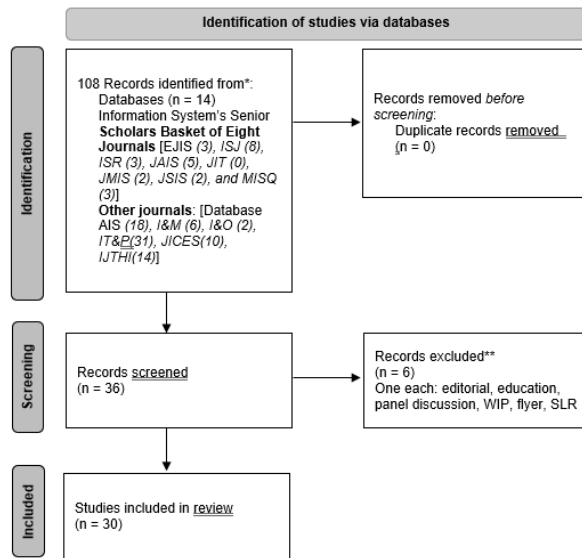 Identification of studies via databases
Identification
108 Records identified from*:
Databases (n = 14)
Information System's Senior
Scholars Basket of Eight
Journals [EJIS (3), ISJ (8),
ISR (3), JAIS (5), JIT (0),
JMIS (2), JSIS (2), and MISQ
(3)]
Other journals: [Database
AIS (18), I&M (6), I&O (2),
IT&P(31), JICES(10),
IJTHI(14)]
Records removed before
screening:
Duplicate records removed
(n = 0)
Screening
Records screened
(n = 36)
Records excluded**
(n = 6)
One each: editorial, education,
panel discussion, WIP, flyer, SLR
Included
Studies included in review
(n = 30)